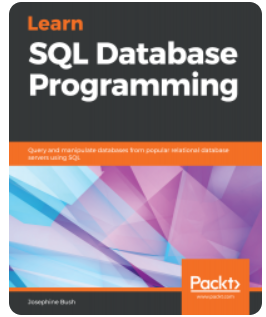 Learn
SQL Database
Programming
Query and manipulate databases from popular relational database
servers using SQL
Packt>
www.packt.com
Josephine Bush